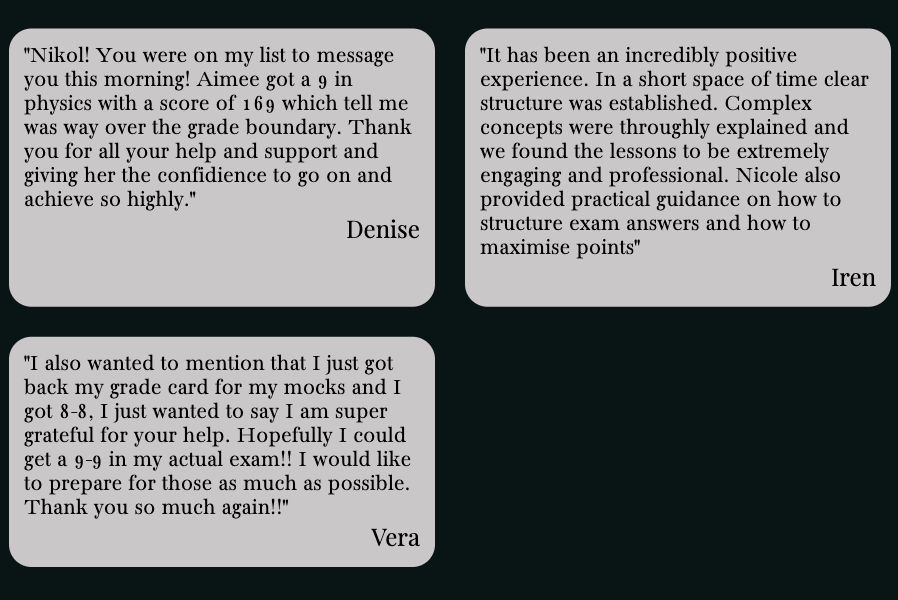 "Nikol! You were on my list to message
you this morning! Aimee got a 9 in
physics with a score of 169 which tell me
was way over the grade boundary. Thank
you for all your help and support and
giving her the confidience to go on and
achieve so highly."
Denise
"It has been an incredibly positive
experience. In a short space of time clear
structure was established. Complex
concepts were throughly explained and
we found the lessons to be extremely
engaging and professional. Nicole also
provided practical guidance on how to
structure exam answers and how to
maximise points"
Iren
"I also wanted to mention that I just got
back my grade card for my mocks and I
got 8-8, I just wanted to say I am super
grateful for your help. Hopefully I could
get a 9-9 in my actual exam!! I would like
to prepare for those as much as possible.
Thank you so much again!!"
Vera